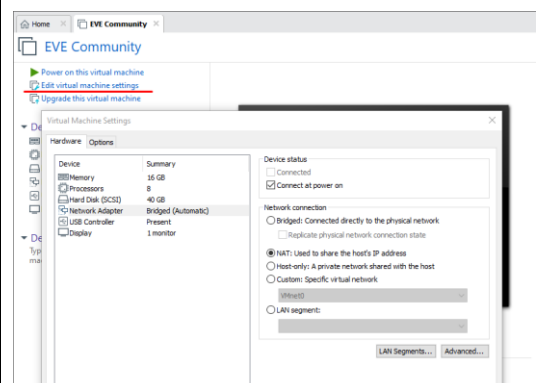 Home
EVE Community
EVE Community
Power on this virtual machine
Edit virtual machine settings
Upgrade this virtual machine
De
Virtual Machine Settings
Hardware Options
Device Summary
Memory 16 GB
Processors 8
Hard Disk (SCSI) 40 GB
Network Adapter Bridged (Automatic)
USB Controller Present
Display 1 monitor
De
Typ
ma
Device status
Connected
Connect at power on
Network connection
Bridged: Connected directly to the physical network
Replicate physical network connection state
NAT: Used to share the host's IP address
Host-only: A private network shared with the host
Custom: Specific virtual network
VMnet0
LAN segment:
LAN Segments... Advanced...